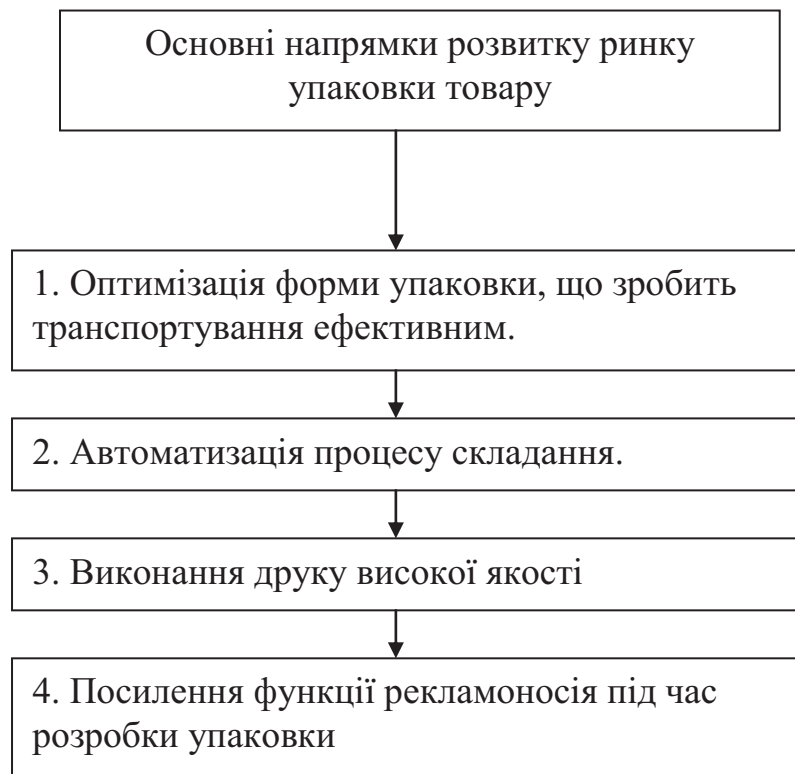 Основні напрямки розвитку ринку
упаковки товару
1. Оптимізація форми упаковки, що зробить
транспортування ефективним.
2. Автоматизація процесу складання.
3. Виконання друку високої якості
4. Посилення функції рекламоносія під час
розробки упаковки